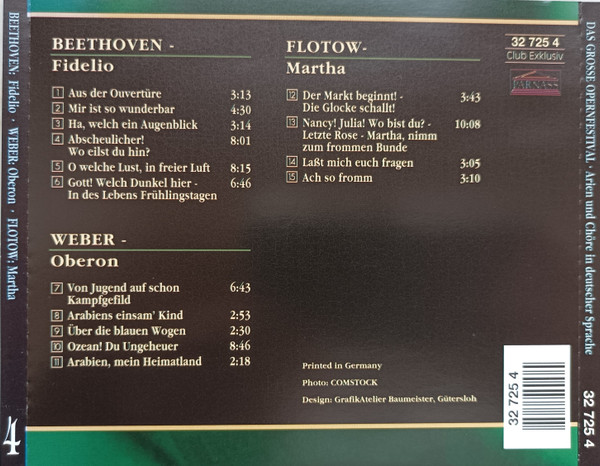 BEETHOVEN: Fidelio · WEBER: Oberon · FLOTOW: Martha
4
BEETHOVEN -
Fidelio
1 Aus der Ouvertüre 3:13
2 Mir ist so wunderbar 4:30
3 Ha, welch ein Augenblick 3:14
4 Abscheulicher! 8:01
Wo eilst du hin?
5 O welche Lust, in freier Luft 8:15
6 Gott! Welch Dunkel hier - 6:46
In des Lebens Frühlingstagen
WEBER -
Oberon
7 Von Jugend auf schon 6:43
Kampfgefild
8 Arabiens einsam' Kind 2:53
9 Über die blauen Wogen 2:30
10 Ozean! Du Ungeheuer 8:46
11 Arabien, mein Heimatland 2:18
FLOTOW-
Martha
12 Der Markt beginnt! - 3:43
Die Glocke schallt!
13 Nancy! Julia! Wo bist du? - 10:08
Letzte Rose - Martha, nimm
zum frommen Bunde
14 Laßt mich euch fragen 3:05
15 Ach so fromm 3:10
32 725 4
Club Exklusiv
PARNASS
Printed in Germany
Photo: COMSTOCK
Design: GrafikAtelier Baumeister, Gütersloh
32 725 4
DAS GROSSE OPERNFESTIVAL · Arien und Chöre in deutscher Sprache
32 725 4